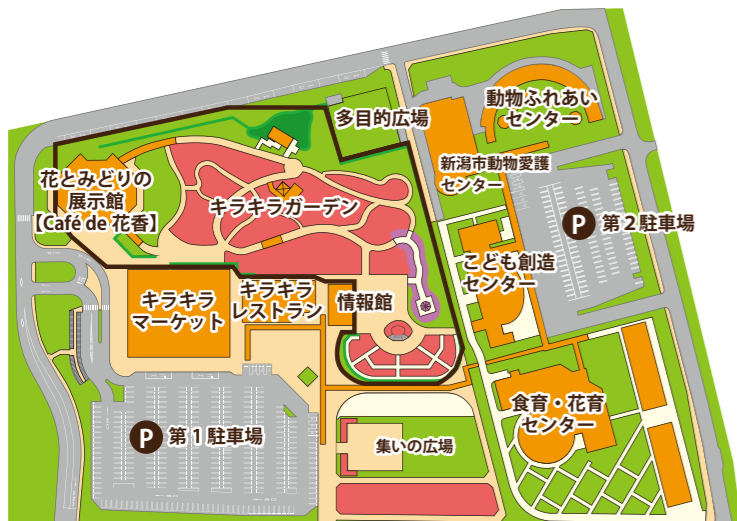 多目的広場
動物ふれあい
センター
新潟市動物愛護
センター
花とみどりの
展示館
【Café de 花香】
キラキラガーデン
P 第2駐車場
こども創造
センター
キラキラ
マーケット
キラキラ
レストラン
情報館
食育・花育
センター
P 第1駐車場
集いの広場